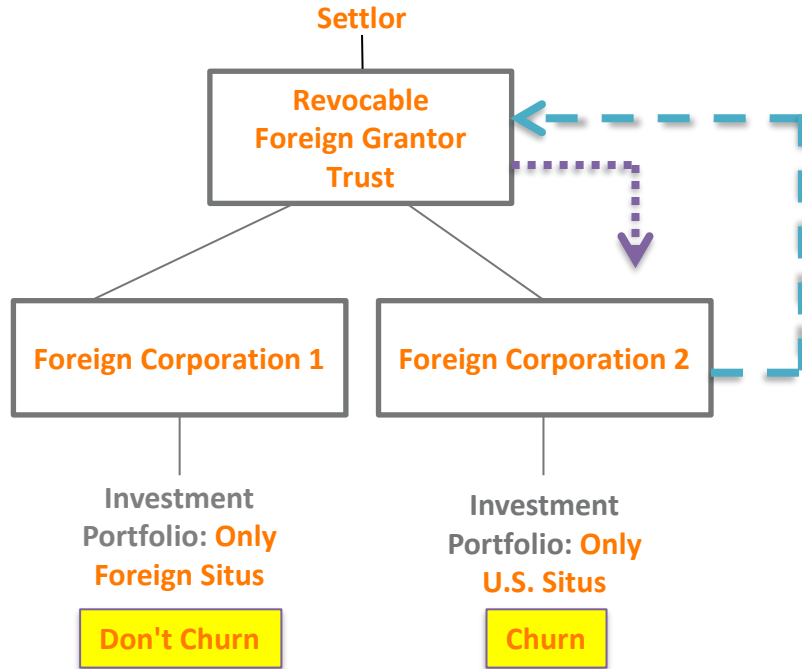 Settlor
Revocable
Foreign Grantor
Trust
Foreign Corporation 1
Foreign Corporation 2
Investment
Portfolio: Only
Foreign Situs
Don't Churn
Investment
Portfolio: Only
U.S. Situs
Churn